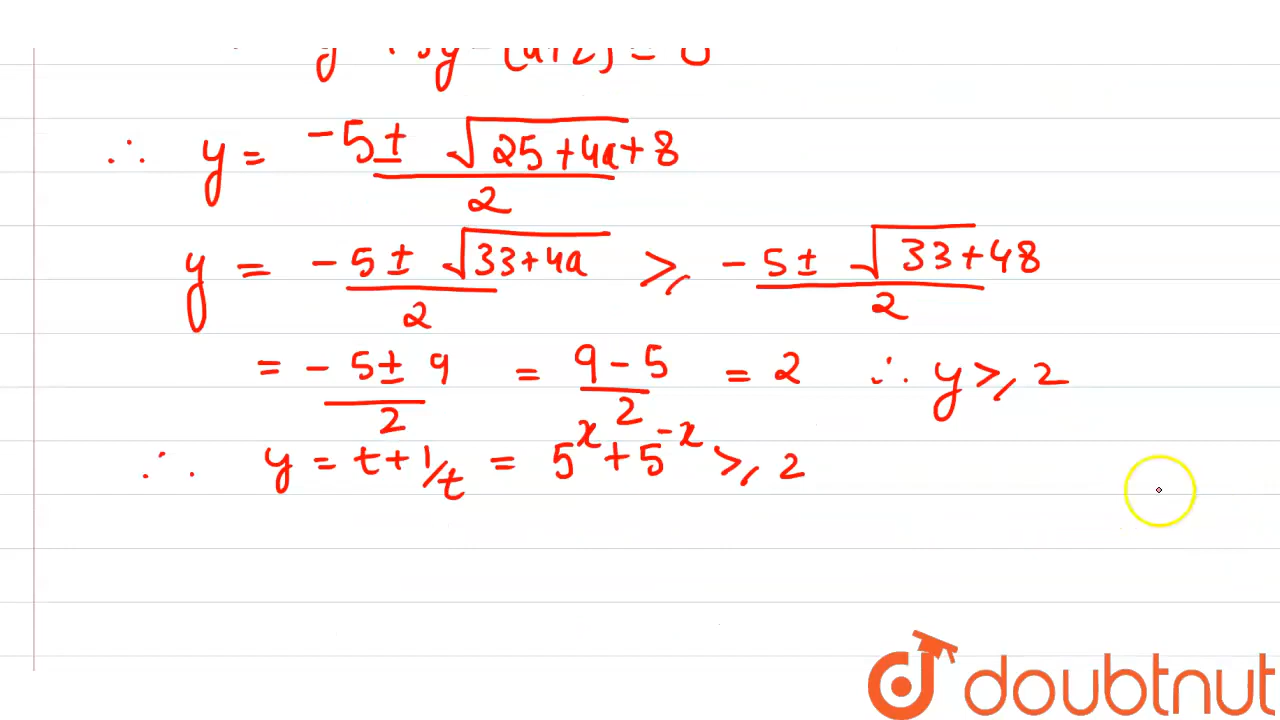 y = -5 ± √25+4a+8 / 2
y = -5 ± √33+4a / 2 ⩾ -5 ± √33+48 / 2
= -5 ± 9 / 2 = 9-5 / 2 = 2 ∴ y ⩾ 2
∴ y = t + 1/t = 5^x + 5^-x ⩾ 2
doubtnut